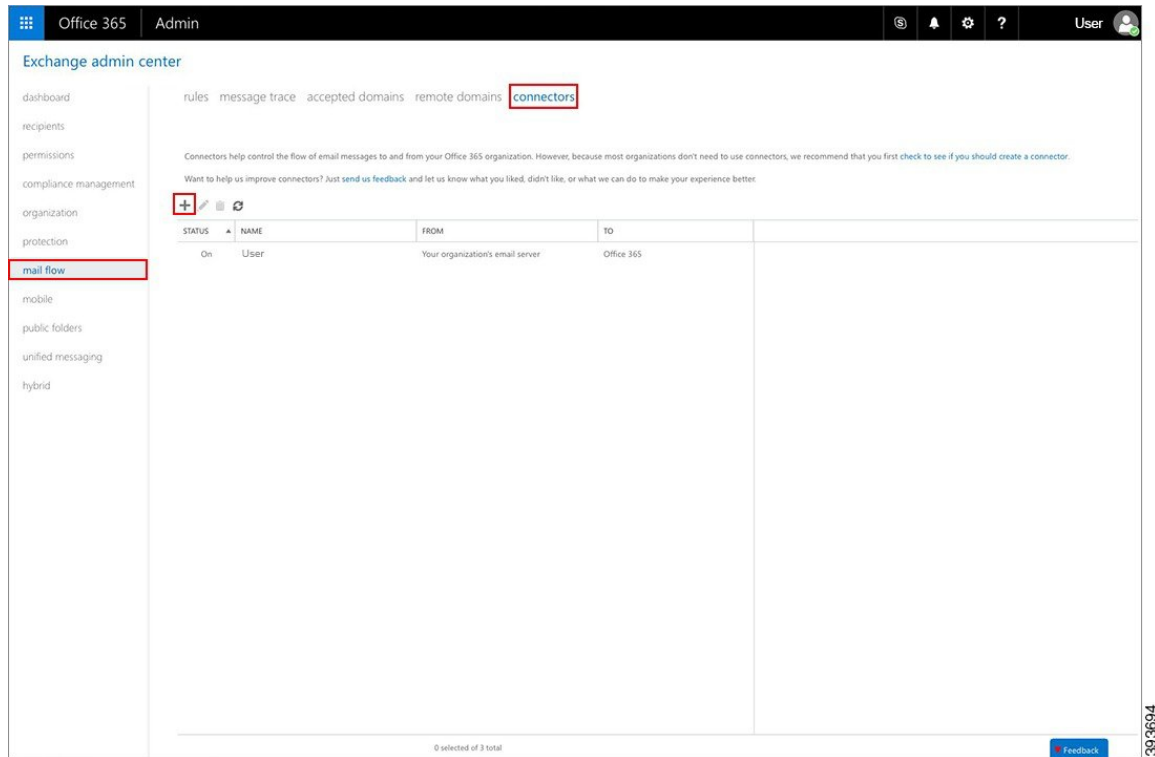 Office 365 Admin User
Exchange admin center
dashboard
recipients
permissions
compliance management
organization
protection
mail flow
mobile
public folders
unified messaging
hybrid
rules message trace accepted domains remote domains connectors
Connectors help control the flow of email messages to and from your Office 365 organization. However, because most organizations don't need to use connectors, we recommend that you first check to see if you should create a connector.
Want to help us improve connectors? Just send us feedback and let us know what you liked, didn't like, or what we can do to make your experience better.
STATUS NAME FROM TO
On User Your organization's email server Office 365
0 selected of 3 total
Feedback
393694